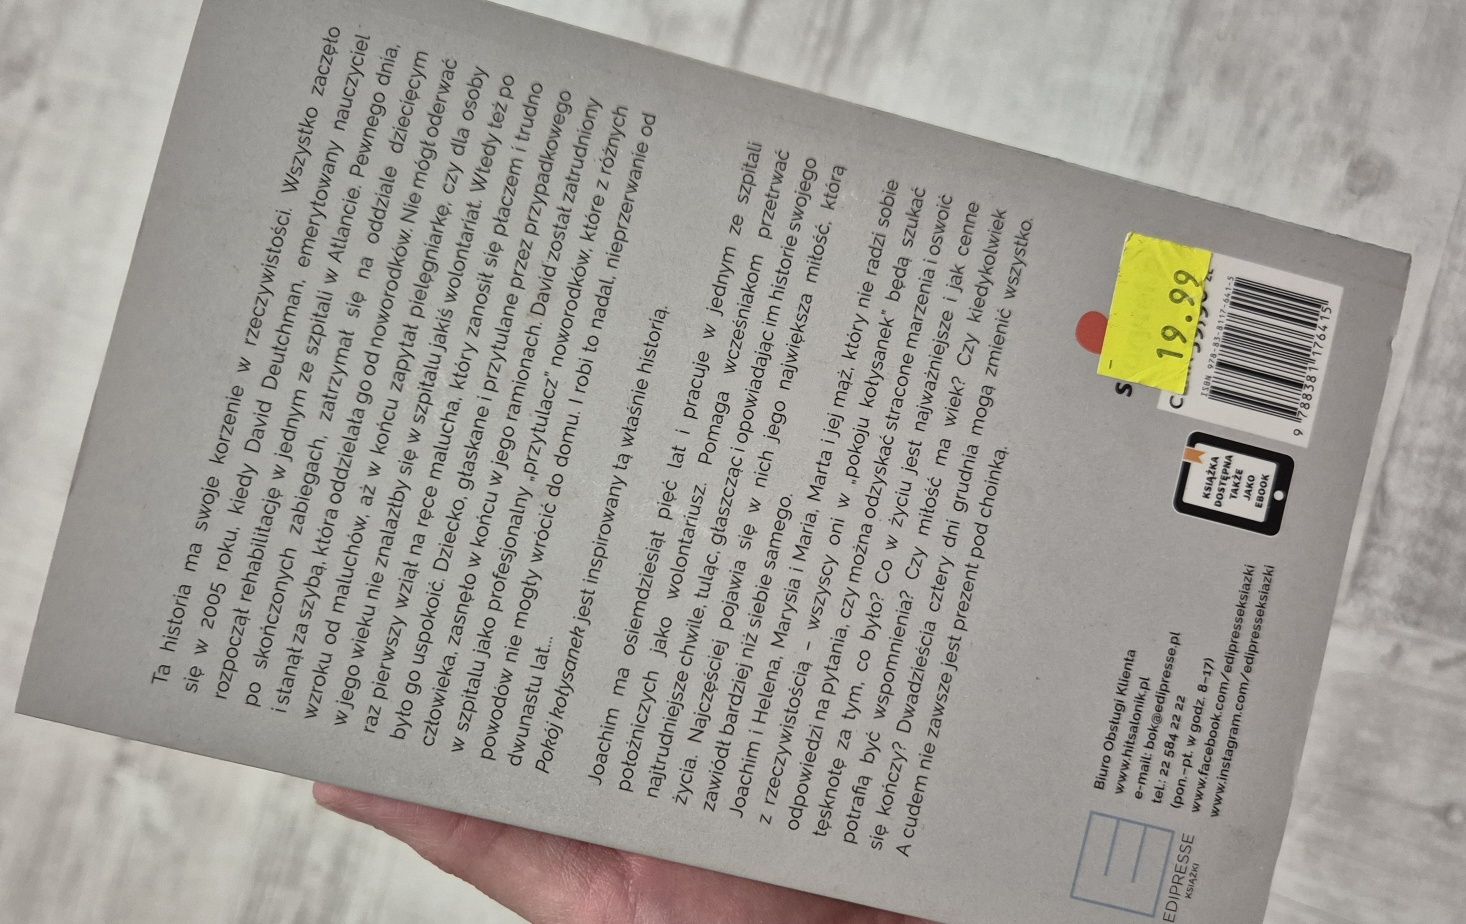 Ta historia ma swoje korzenie w rzeczywistości. Wszystko zaczęło
się w 2005 roku, kiedy David Deutchman, emerytowany nauczyciel
rozpoczął rehabilitację w jednym ze szpitali w Atlancie. Pewnego dnia,
po skończonych zabiegach, zatrzymał się na oddziale dziecięcym
i stanął za szybą, która oddzielała go od noworodków. Nie mógł oderwać
wzroku od maluchów, aż w końcu zapytał pielęgniarkę, czy dla osoby
w jego wieku nie znalazłby się w szpitalu jakiś wolontariat. Wtedy też po
raz pierwszy wziął na ręce malucha, który zanosił się płaczem i trudno
było go uspokoić. Dziecko, głaskane i przytulane przez przypadkowego
człowieka, zasnęło w końcu w jego ramionach. David został zatrudniony
w szpitalu jako profesjonalny „przytulacz" noworodków, które z różnych
powodów nie mogły wrócić do domu. I robi to nadal, nieprzerwanie od
dwunastu lat...
Pokój kołysanek jest inspirowany tą właśnie historią.
Joachim ma osiemdziesiąt pięć lat i pracuje w jednym ze szpitali
położniczych jako wolontariusz. Pomaga wcześniakom przetrwać
najtrudniejsze chwile, tuląc, głaszcząc i opowiadając im historie swojego
życia. Najczęściej pojawia się w nich jego największa miłość, którą
zawiódł bardziej niż siebie samego.
Joachim i Helena, Marysia i Maria, Marta i jej mąż, który nie radzi sobie
z rzeczywistością – wszyscy oni w „pokoju kołysanek" będą szukać
odpowiedzi na pytania, czy można odzyskać stracone marzenia i oswoić
tęsknotę za tym, co było? Co w życiu jest najważniejsze i jak cenne
potrafią być wspomnienia? Czy miłość ma wiek? Czy kiedykolwiek
się kończy? Dwadzieścia cztery dni grudnia mogą zmienić wszystko.
A cudem nie zawsze jest prezent pod choinką.
S
19.99
C
ISBN 978-83-8117-641-5
9 788381 176415
KSIĄŻKA
DOSTĘPNA
TAKŻE
JAKO
EBOOK
Biuro Obsługi Klienta
www.hitsalonik.pl
e-mail: bok@edipresse.pl
tel.: 22 584 22 22
(pon.–pt. w godz. 8–17)
www.facebook.com/edipresseksiazki
www.instagram.com/edipresseksiazki
EDIPRESSE
KSIĄŻKI